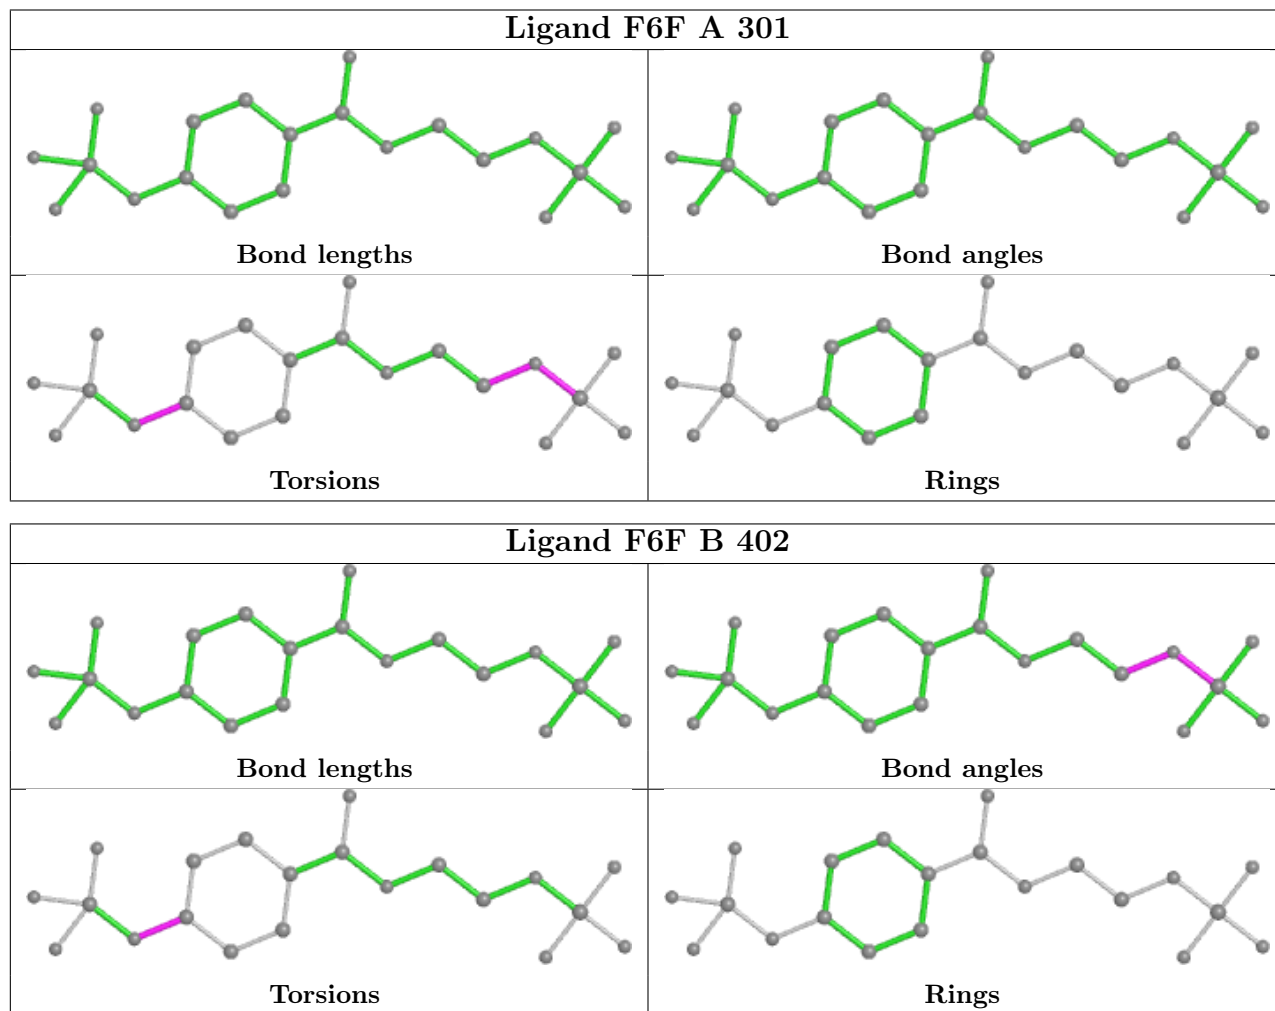 Ligand F6F A 301
Bond lengths
Bond angles
Torsions
Rings
Ligand F6F B 402
Bond lengths
Bond angles
Torsions
Rings